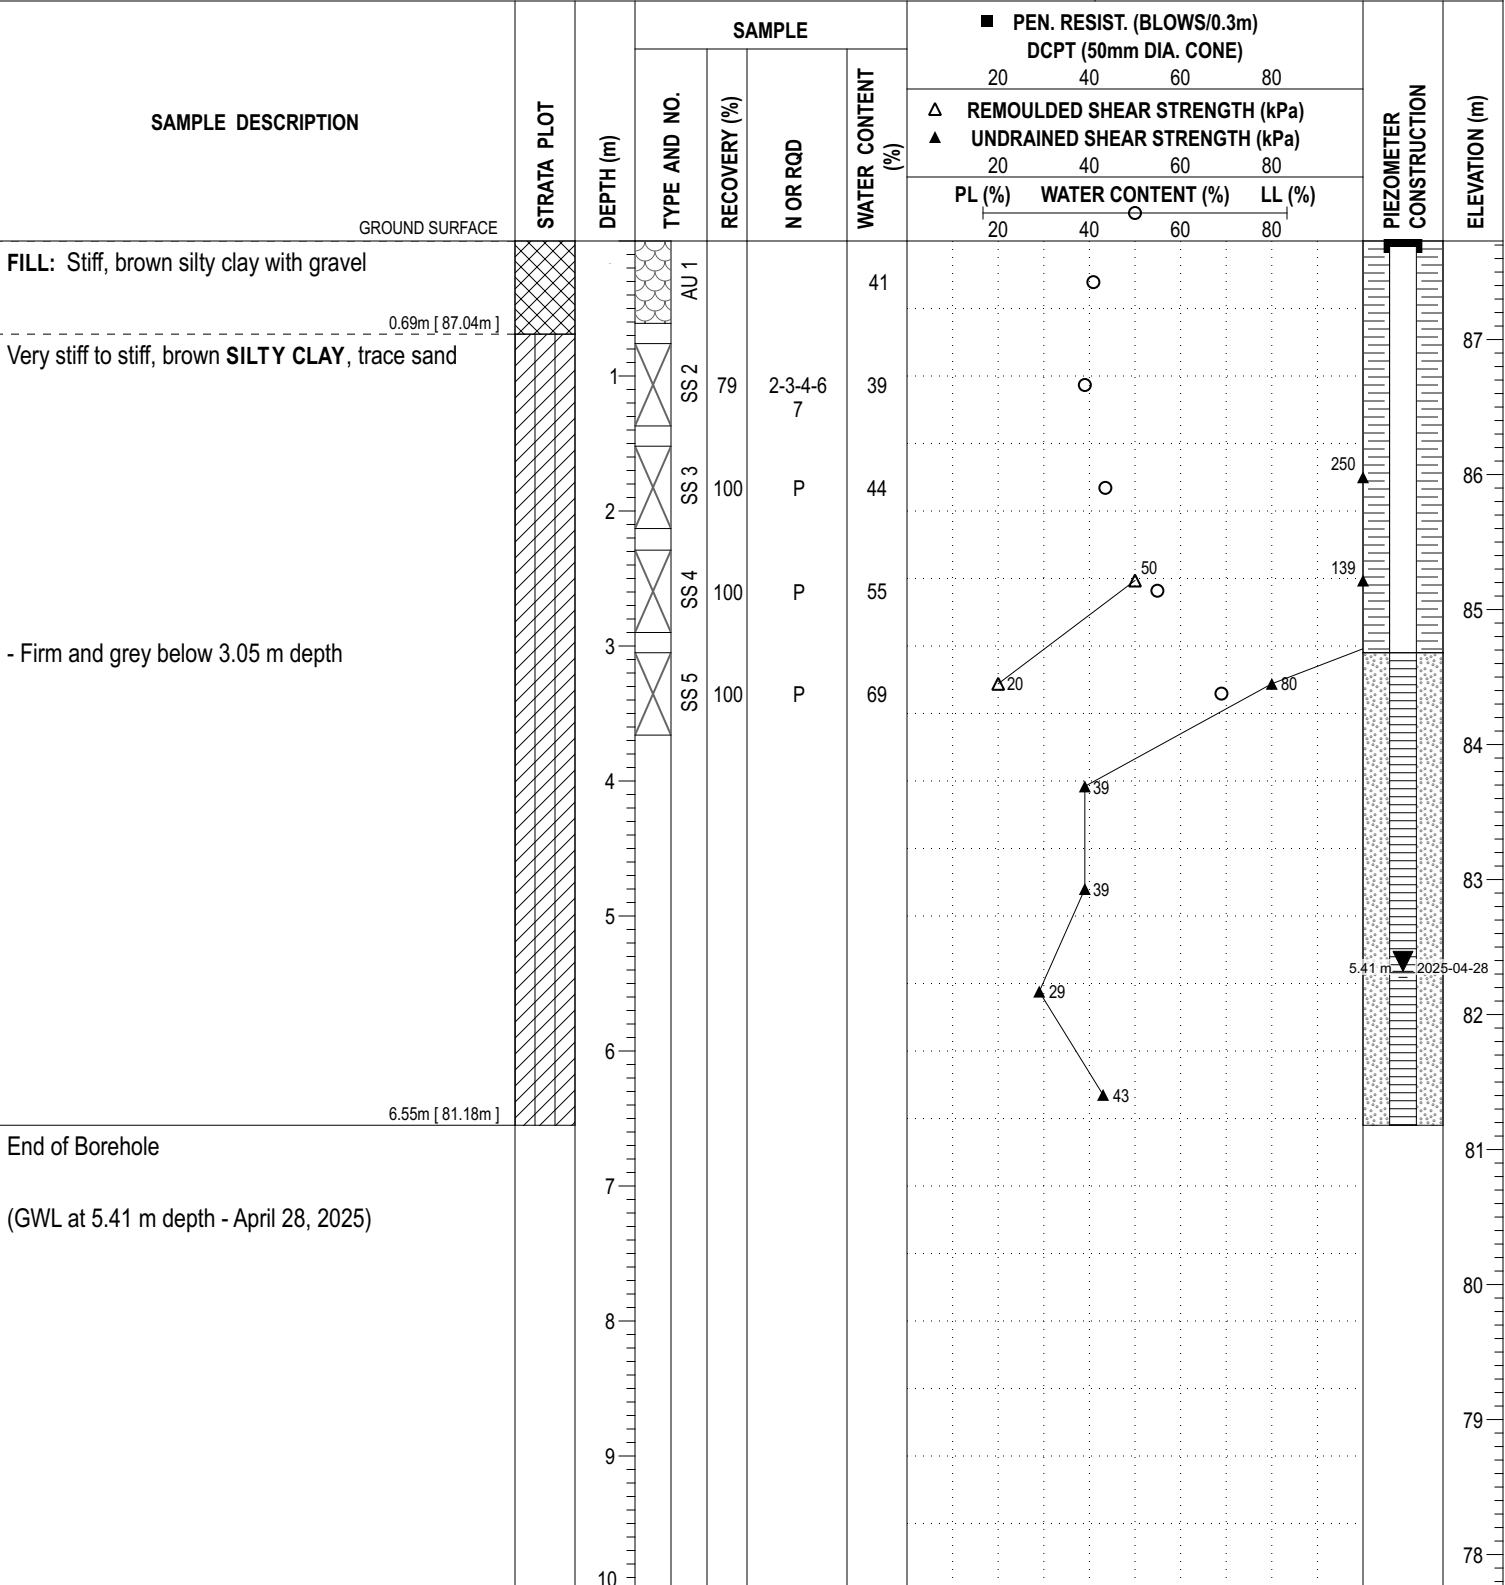 SAMPLE DESCRIPTION
GROUND SURFACE
STRATA PLOT
DEPTH (m)
SAMPLE
TYPE AND NO.
RECOVERY (%)
N OR RQD
WATER CONTENT
(%)
■ PEN. RESIST. (BLOWS/0.3m)
DCPT (50mm DIA. CONE)
20 40 60 80
△ REMOULDED SHEAR STRENGTH (kPa)
▲ UNDRAINED SHEAR STRENGTH (kPa)
20 40 60 80
PL (%) WATER CONTENT (%) LL (%)
20 40 60 80
PIEZOMETER
CONSTRUCTION
ELEVATION (m)
FILL: Stiff, brown silty clay with gravel
AU 1 41
0.69m [ 87.04m ]
87
Very stiff to stiff, brown SILTY CLAY, trace sand
1 SS 2 79 2-3-4-6 39
7
250
86
SS 3 100 P 44
2
50
139
SS 4 100 P 55
85
3
- Firm and grey below 3.05 m depth
20
80
SS 5 100 P 69
84
4
39
83
39
5
5.41 m 2025-04-28
29
82
6
43
6.55m [ 81.18m ]
End of Borehole
81
7
(GWL at 5.41 m depth - April 28, 2025)
80
8
79
9
78
10